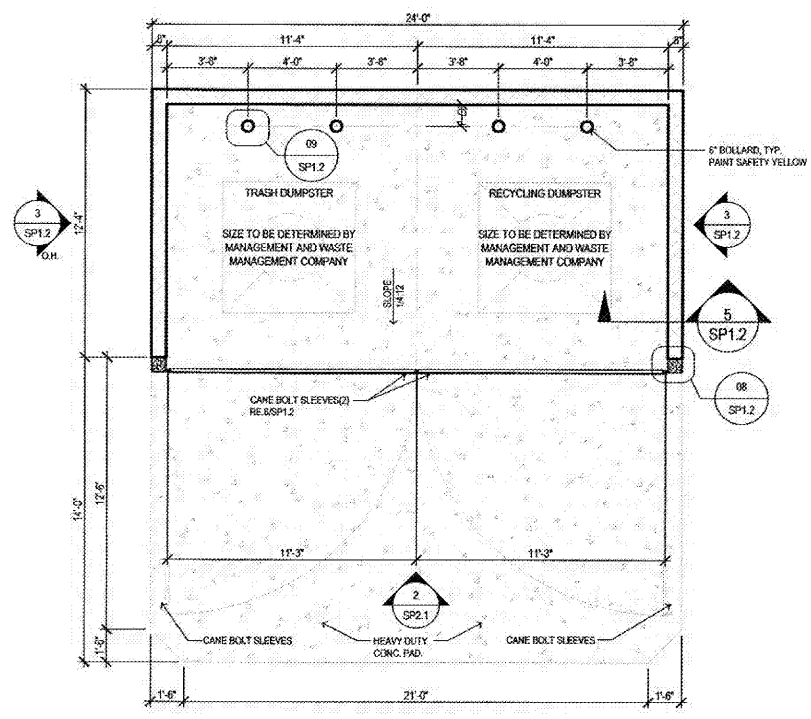 24'-0"
8"
11'-4"
11'-4"
8"
3'-8"
4'-0"
3'-8"
3'-8"
4'-0"
3'-8"
1'-0"
09
SP1.2
6" BOLLARD, TYP.
PAINT SAFETY YELLOW
TRASH DUMPSTER
SIZE TO BE DETERMINED BY
MANAGEMENT AND WASTE
MANAGEMENT COMPANY
RECYCLING DUMPSTER
SIZE TO BE DETERMINED BY
MANAGEMENT AND WASTE
MANAGEMENT COMPANY
3
SP1.2
O.H.
12'-4"
3
SP1.2
SLOPE
1/4:12
5
SP1.2
CANE BOLT SLEEVES(2)
RE.8/SP1.2
08
SP1.2
14'-0"
12'-6"
11'-3"
11'-3"
2
SP2.1
CANE BOLT SLEEVES
HEAVY DUTY
CONC. PAD.
CANE BOLT SLEEVES
1'-6"
1'-6"
21'-0"
1'-6"